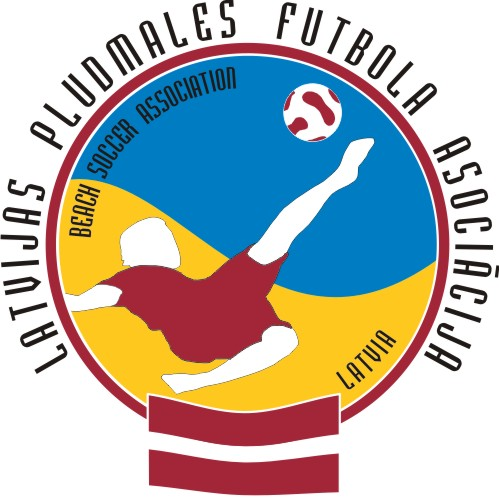 LATVIJAS PLUDMALES FUTBOLA ASOCIĀCIJA
BEACH SOCCER ASSOCIATION
LATVIA